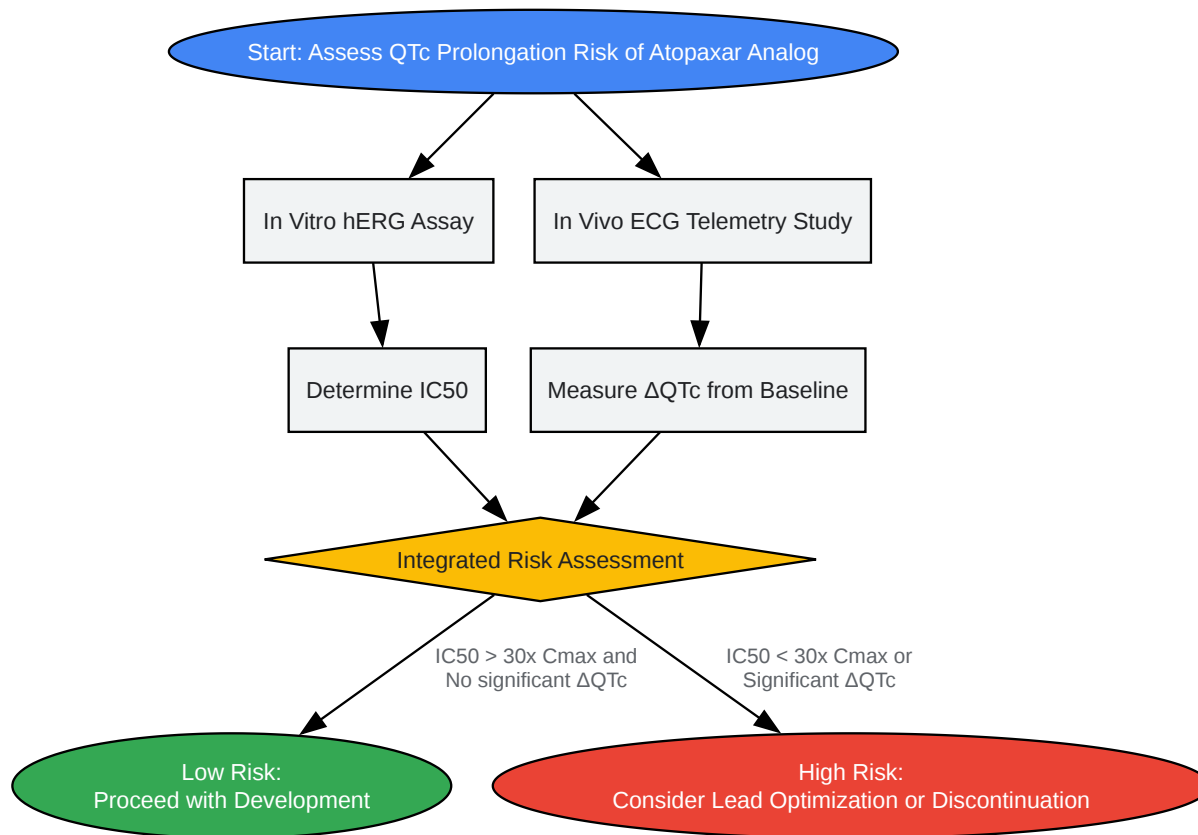 Start: Assess QTc Prolongation Risk of Atopaxar Analog
In Vitro hERG Assay
In Vivo ECG Telemetry Study
Determine IC50
Measure ΔQTc from Baseline
Integrated Risk Assessment
IC50 > 30x Cmax and
No significant ΔQTc
IC50 < 30x Cmax or
Significant ΔQTc
Low Risk:
Proceed with Development
High Risk:
Consider Lead Optimization or Discontinuation